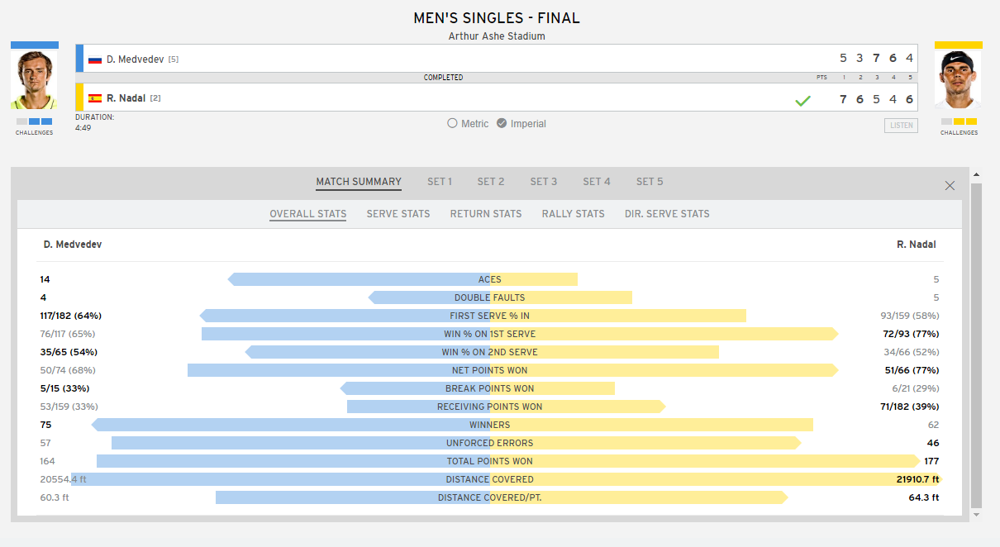 MEN'S SINGLES - FINAL
Arthur Ashe Stadium
D. Medvedev [5] 5 3 7 6 4
COMPLETED PTS 1 2 3 4 5
R. Nadal [2] 7 6 5 4 6
CHALLENGES
DURATION:
4:49
Metric Imperial
LISTEN
CHALLENGES
MATCH SUMMARY SET 1 SET 2 SET 3 SET 4 SET 5
OVERALL STATS SERVE STATS RETURN STATS RALLY STATS DIR. SERVE STATS
D. Medvedev R. Nadal
14 ACES 5
4 DOUBLE FAULTS 5
117/182 (64%) FIRST SERVE % IN 93/159 (58%)
76/117 (65%) WIN % ON 1ST SERVE 72/93 (77%)
35/65 (54%) WIN % ON 2ND SERVE 34/66 (52%)
50/74 (68%) NET POINTS WON 51/66 (77%)
5/15 (33%) BREAK POINTS WON 6/21 (29%)
53/159 (33%) RECEIVING POINTS WON 71/182 (39%)
75 WINNERS 62
57 UNFORCED ERRORS 46
164 TOTAL POINTS WON 177
20554.4 ft DISTANCE COVERED 21910.7 ft
60.3 ft DISTANCE COVERED/PT. 64.3 ft